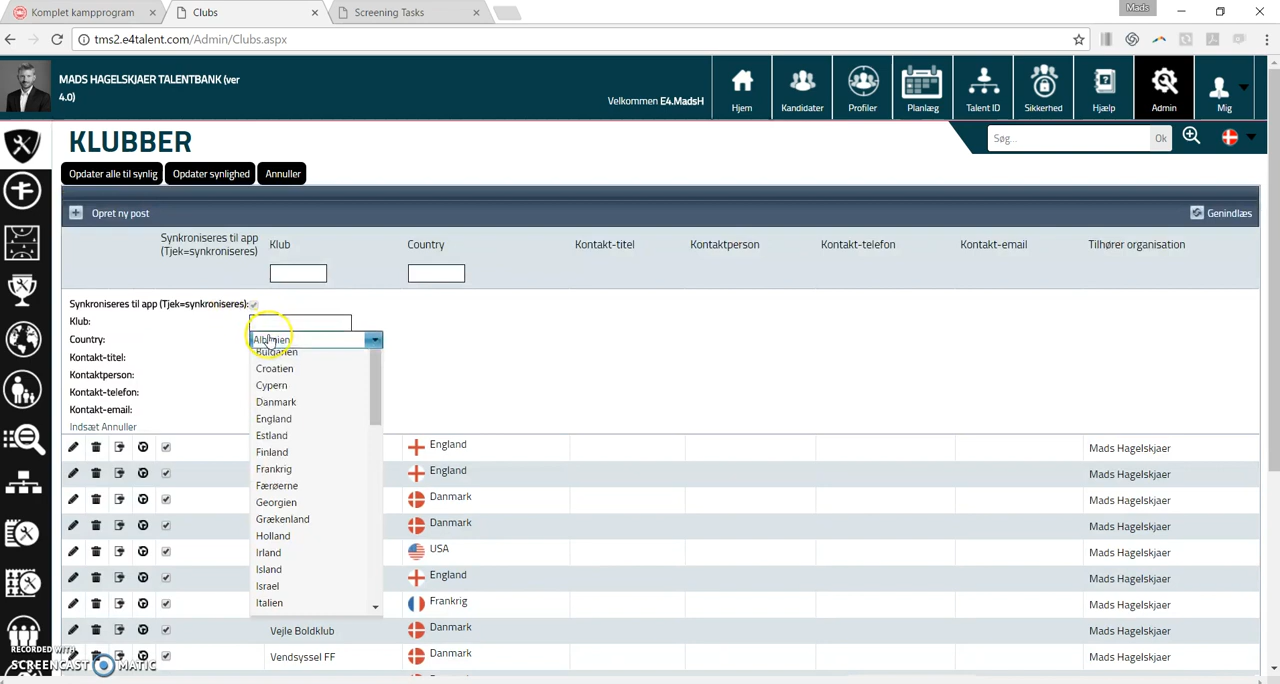 Komplet kampprogram
Clubs
Screening Tasks
Mads
tms2.e4talent.com/Admin/Clubs.aspx
MADS HAGELSKJAER TALENTBANK (ver
4.0)
Velkommen E4.MadsH
Hjem
Kandidater
Profiler
Planlæg
Talent ID
Sikkerhed
Hjælp
Admin
Mig
KLUBBER
Søg...
Ok
Opdater alle til synlig
Opdater synlighed
Annuller
Opret ny post
Genindlæs
Synkroniseres til app
(Tjek=synkroniseres)
Klub
Country
Kontakt-titel
Kontaktperson
Kontakt-telefon
Kontakt-email
Tilhører organisation
Synkroniseres til app (Tjek=synkroniseres):
Klub:
Country:
Albanien
Kontakt-titel:
Kontaktperson:
Kontakt-telefon:
Kontakt-email:
Indsæt Annuller
Bulgarien
Croatien
Cypern
Danmark
England
Estland
Finland
Frankrig
Færøerne
Georgien
Grækenland
Holland
Irland
Island
Israel
Italien
England
Mads Hagelskjaer
England
Mads Hagelskjaer
Danmark
Mads Hagelskjaer
Danmark
Mads Hagelskjaer
USA
Mads Hagelskjaer
England
Mads Hagelskjaer
Frankrig
Mads Hagelskjaer
Vejle Boldklub
Danmark
Mads Hagelskjaer
Vendsyssel FF
Danmark
Mads Hagelskjaer
RECORDED WITH
SCREENCAST MATIC